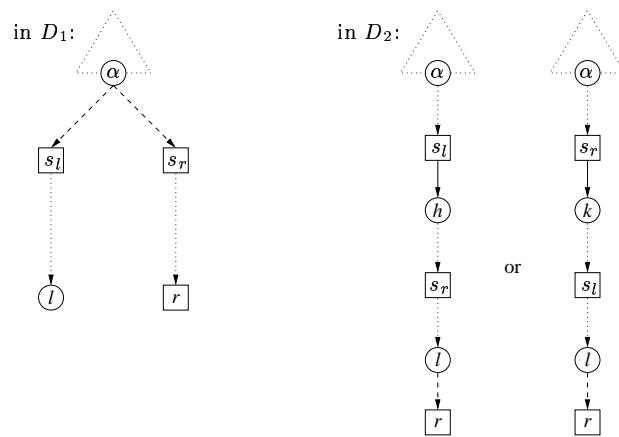 in D₁: in D₂:
α α α
s_l s_r s_l s_r
h k
or
s_r s_l
l r
l l
r r